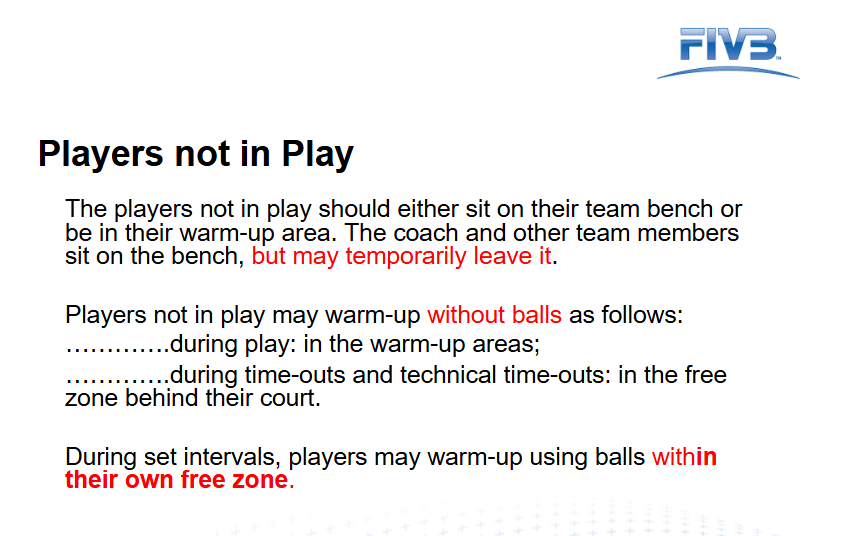 FIVB™
Players not in Play
The players not in play should either sit on their team bench or
be in their warm-up area. The coach and other team members
sit on the bench, but may temporarily leave it.
Players not in play may warm-up without balls as follows:
………….during play: in the warm-up areas;
………….during time-outs and technical time-outs: in the free
zone behind their court.
During set intervals, players may warm-up using balls within
their own free zone.